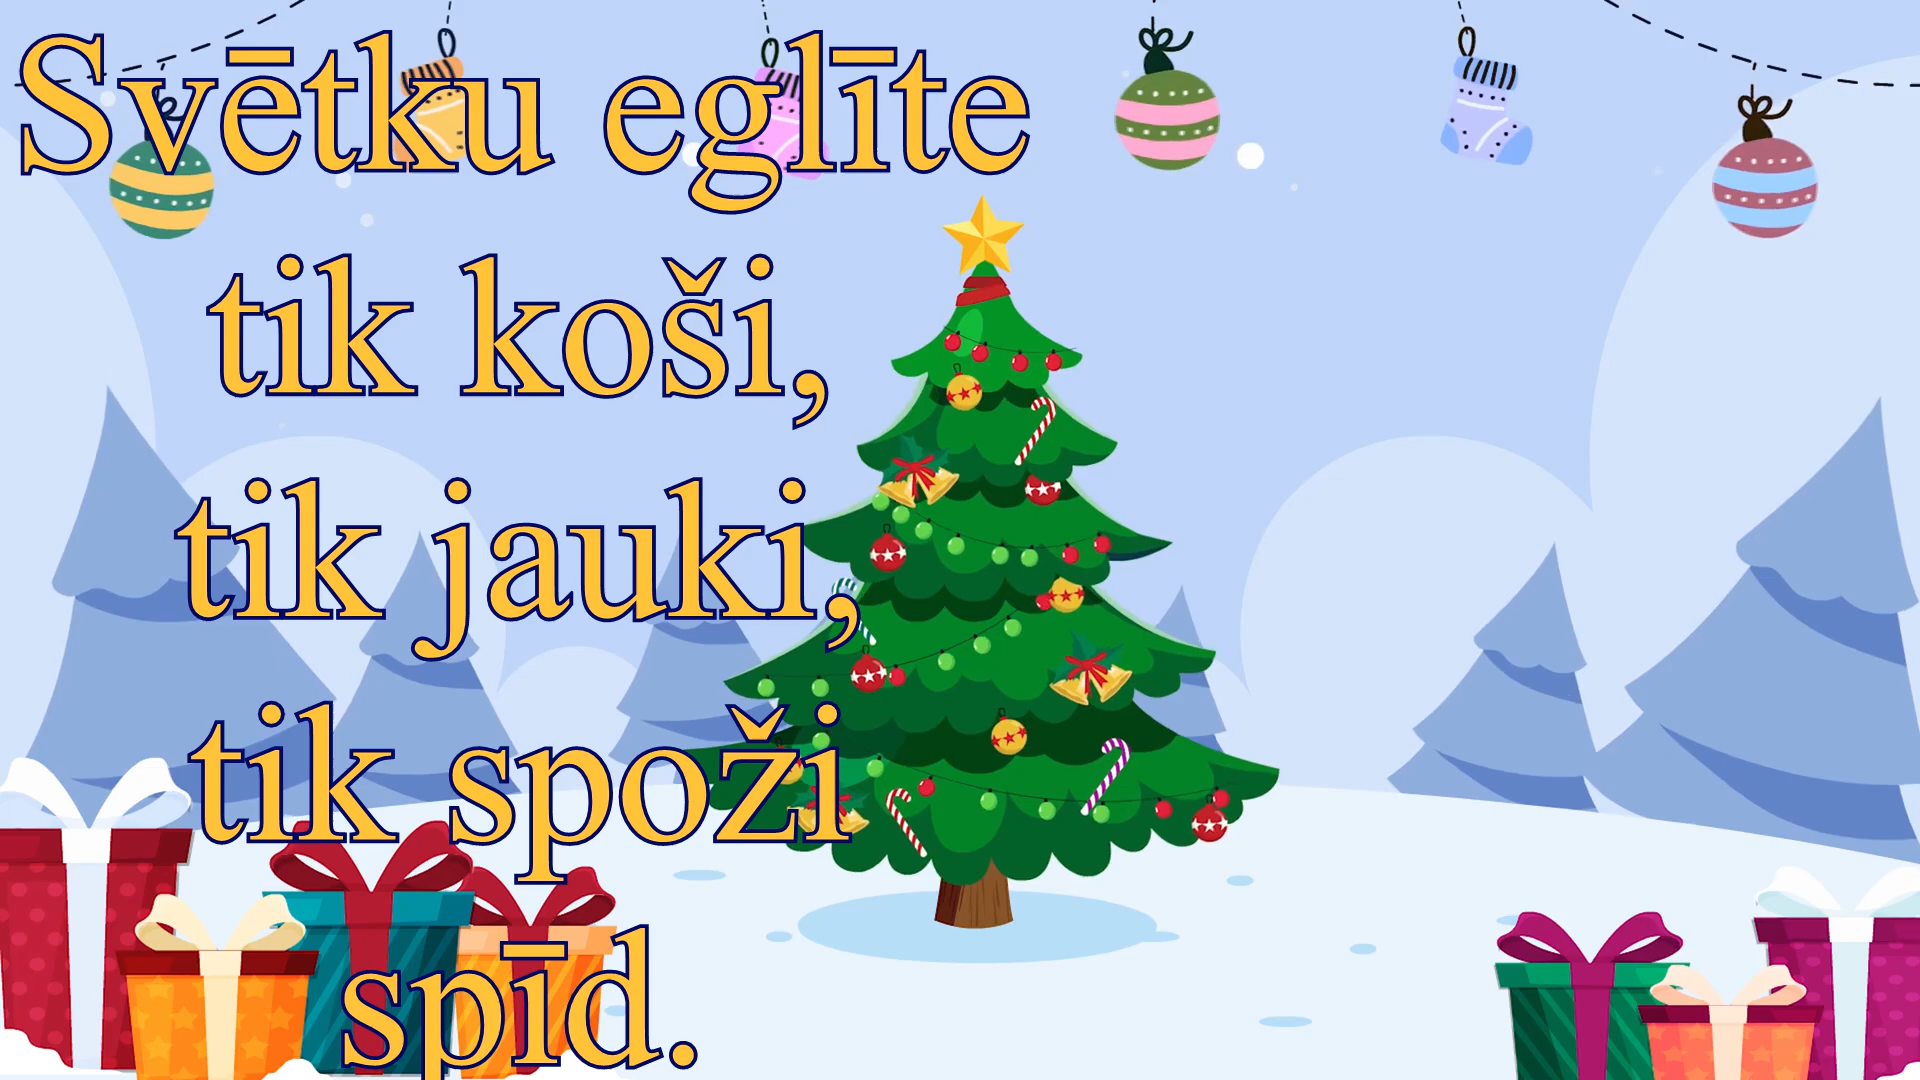 Svētku eglīte
tik koši,
tik jauki,
tik spoži
spīd.